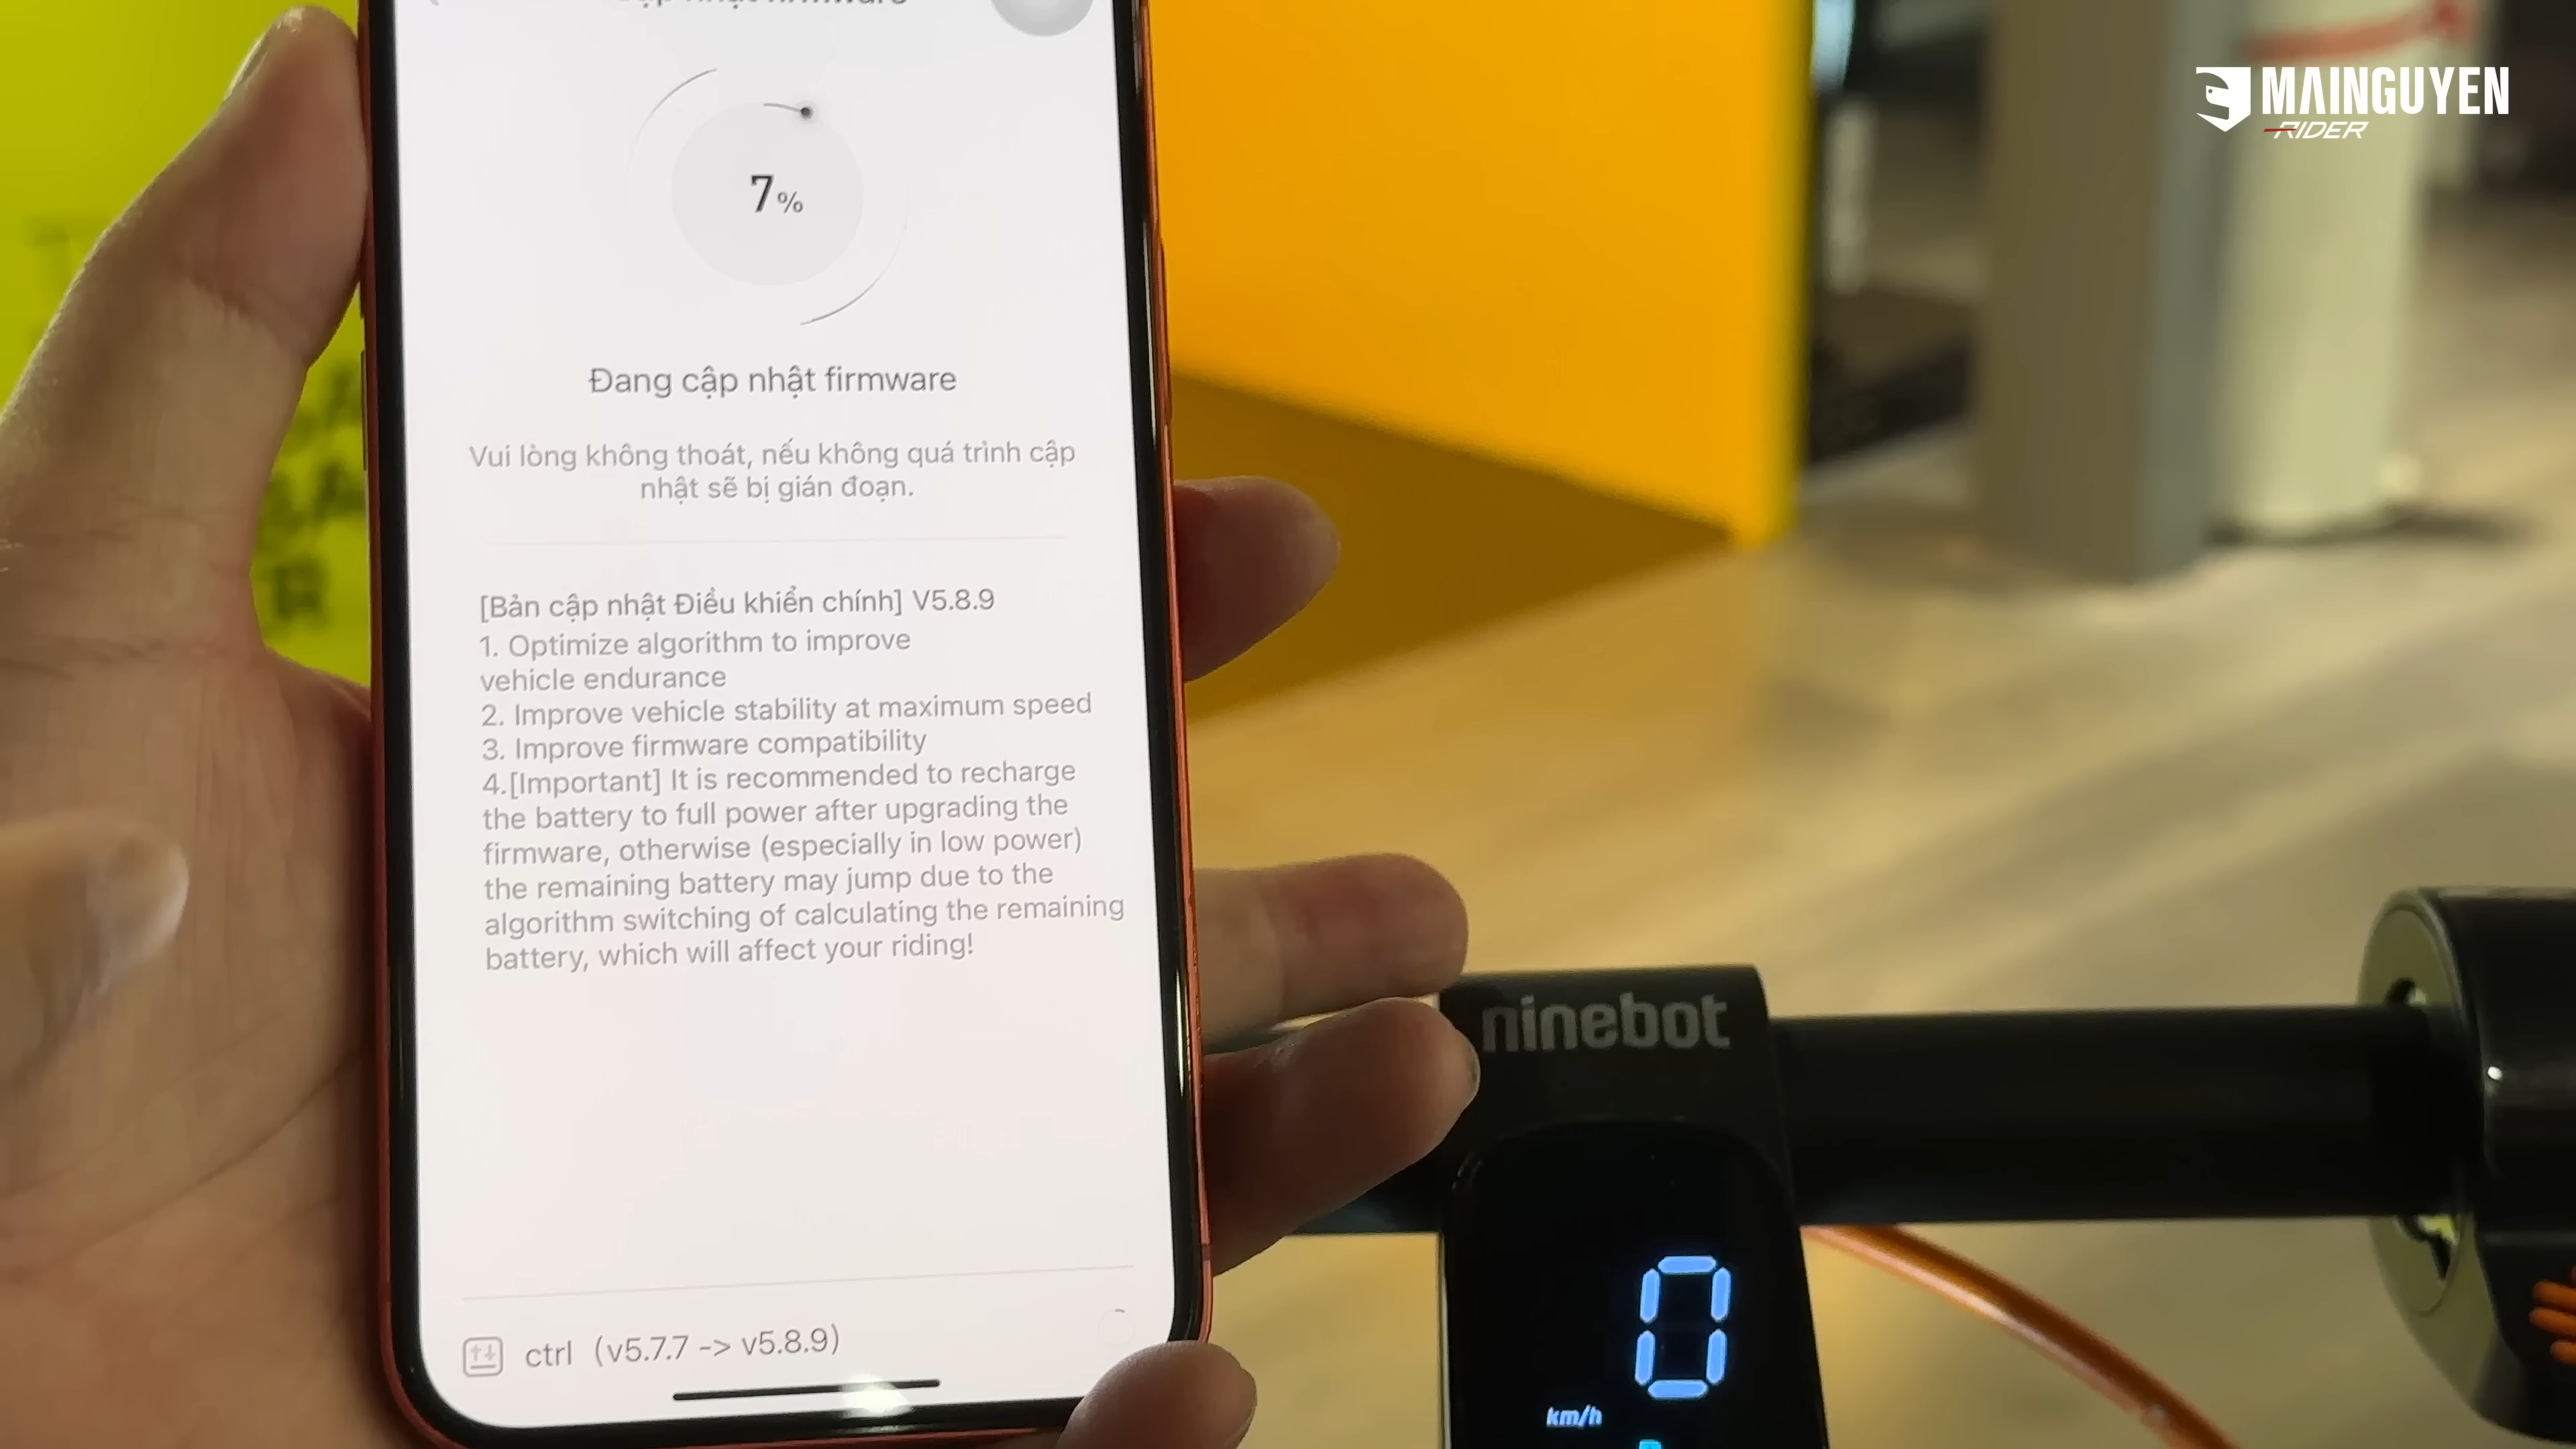 MAINGUYEN
RIDER
7%
Đang cập nhật firmware
Vui lòng không thoát, nếu không quá trình cập
nhật sẽ bị gián đoạn.
[Bản cập nhật Điều khiển chính] V5.8.9
1. Optimize algorithm to improve
vehicle endurance
2. Improve vehicle stability at maximum speed
3. Improve firmware compatibility
4.[Important] It is recommended to recharge
the battery to full power after upgrading the
firmware, otherwise (especially in low power)
the remaining battery may jump due to the
algorithm switching of calculating the remaining
battery, which will affect your riding!
ctrl (v5.7.7 -> v5.8.9)
ninebot
0
km/h